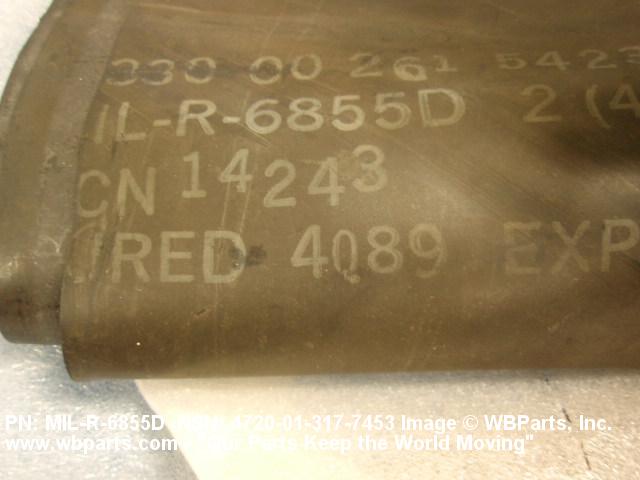 330 00 261 5423
IL-R-6855D 2 (4
CN 14243
RED 4089 EXP
PN: MIL-R-6855D NSN: 4720-01-317-7453 Image © WBParts, Inc.
www.wbparts.com "Our Parts Keep the World Moving"